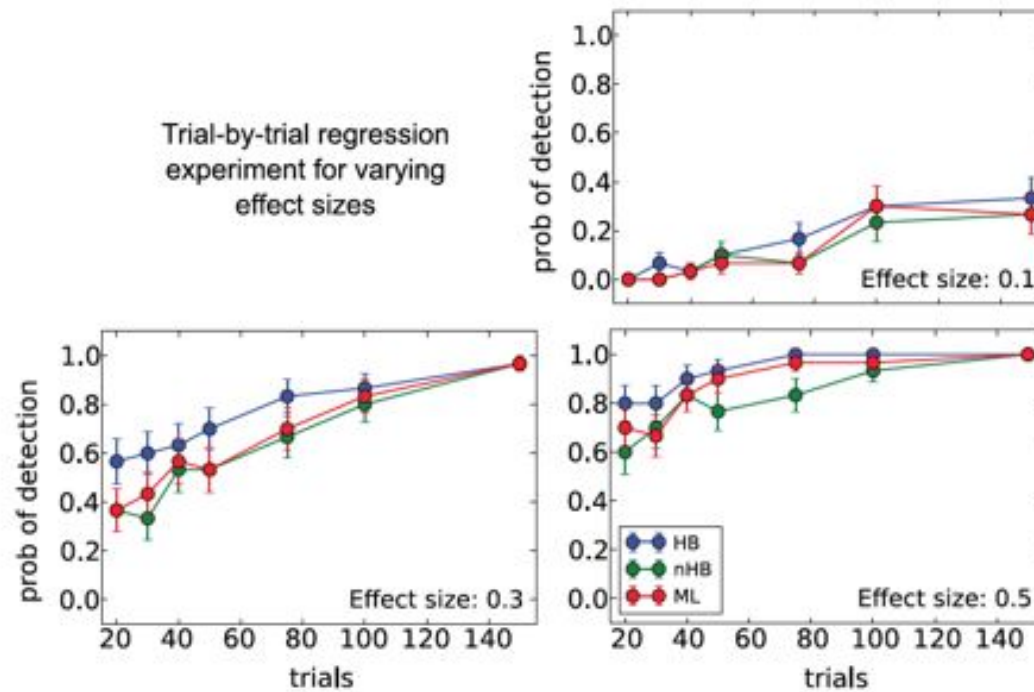 Trial-by-trial regression
experiment for varying
effect sizes
prob of detection
1.0
0.8
0.6
0.4
0.2
0.0
Effect size: 0.1
prob of detection
1.0
0.8
0.6
0.4
0.2
0.0
Effect size: 0.3
20 40 60 80 100 120 140
trials
1.0
0.8
0.6
0.4
0.2
0.0
HB
nHB
ML
Effect size: 0.5
20 40 60 80 100 120 140
trials